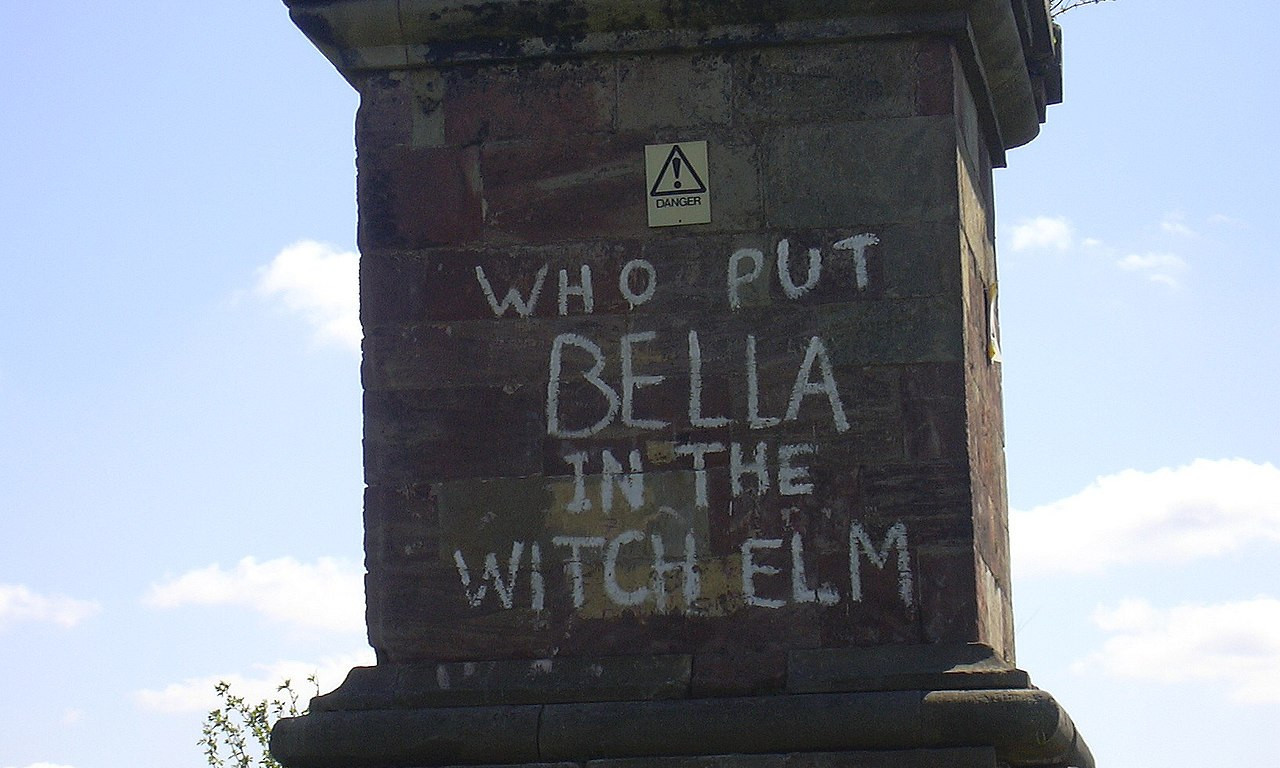 DANGER
WHO PUT
BELLA
IN THE
WITCH ELM